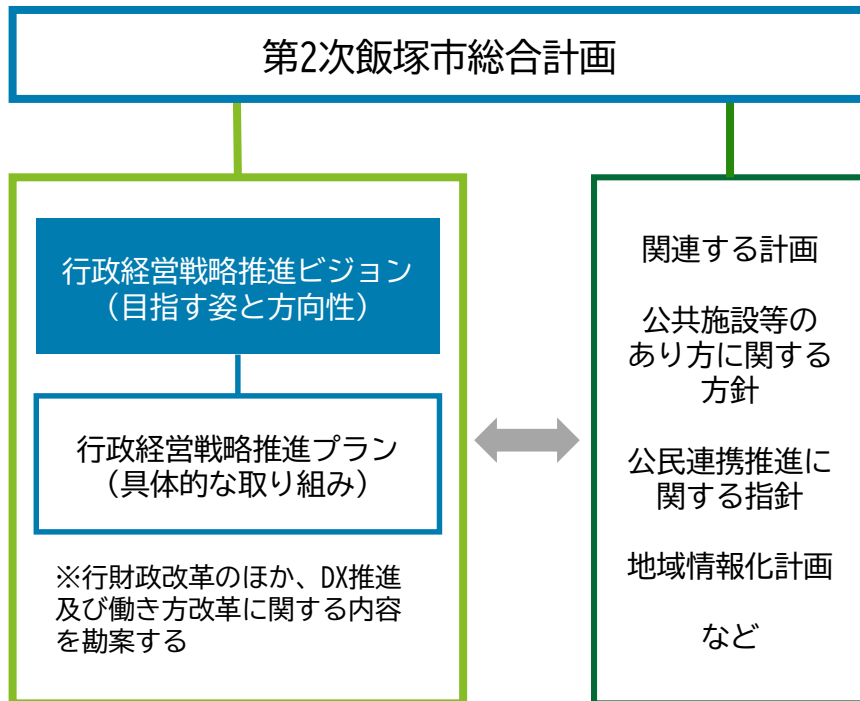 第2次飯塚市総合計画
行政経営戦略推進ビジョン
（目指す姿と方向性）
行政経営戦略推進プラン
（具体的な取り組み）
※行財政改革のほか、DX推進
及び働き方改革に関する内容
を勘案する
関連する計画
公共施設等の
あり方に関する
方針
公民連携推進に
関する指針
地域情報化計画
など